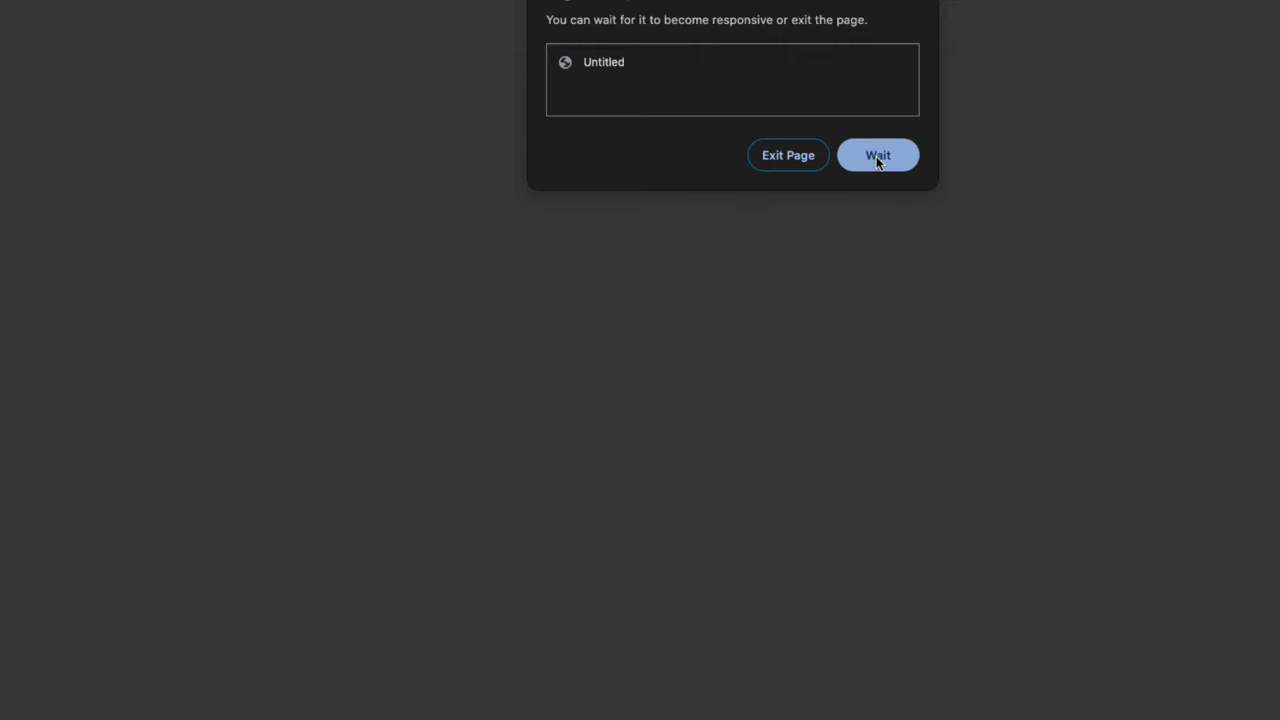 You can wait for it to become responsive or exit the page.
Untitled
Exit Page
Wait